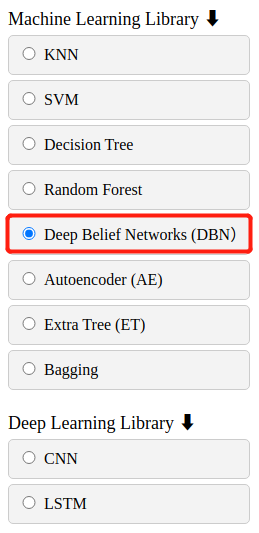 Machine Learning Library ⬇
KNN
SVM
Decision Tree
Random Forest
Deep Belief Networks (DBN）
Autoencoder (AE)
Extra Tree (ET)
Bagging
Deep Learning Library ⬇
CNN
LSTM